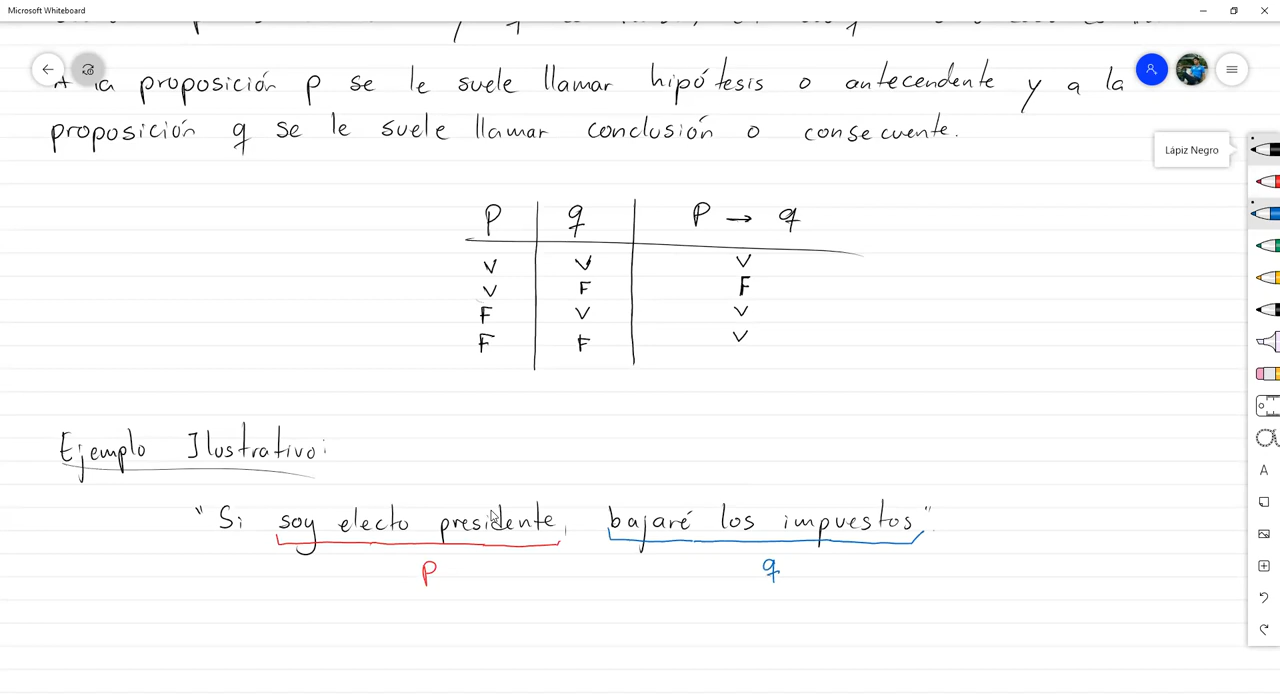 Microsoft Whiteboard
la proposición p se le suele llamar hipótesis o antecedente y a la
proposición q se le suele llamar conclusión o consecuente.
Lápiz Negro
p q p → q
V V V
V F F
F V V
F F V
Ejemplo Ilustrativo:
"Si soy electo presidente, bajaré los impuestos"
p q